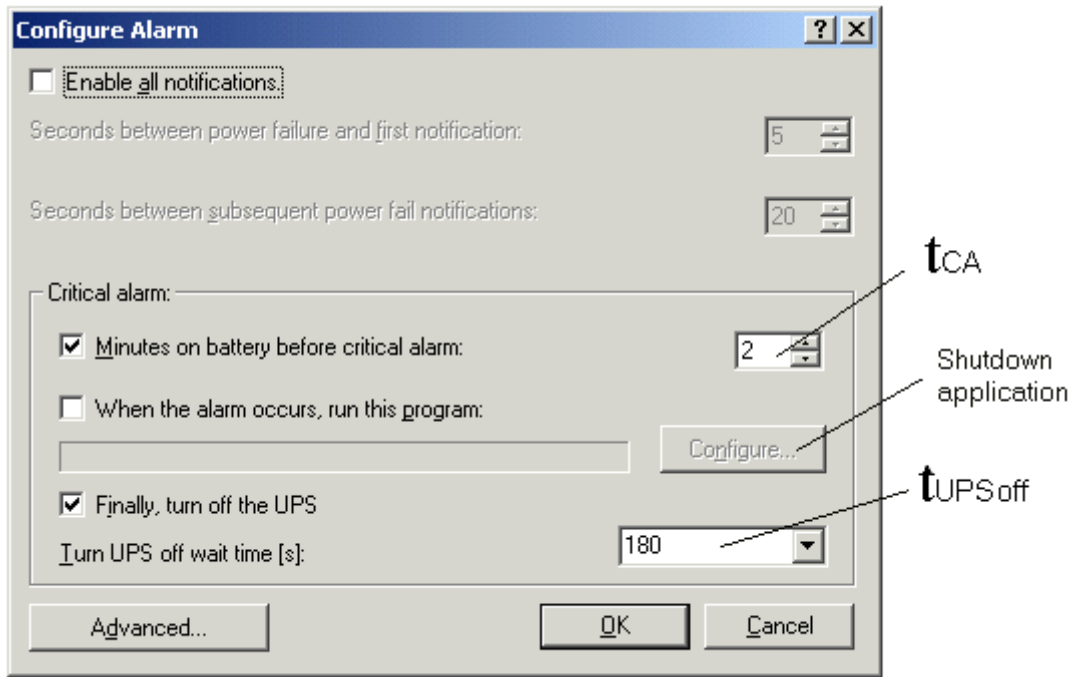 Configure Alarm
Enable all notifications.
Seconds between power failure and first notification: 5
Seconds between subsequent power fail notifications: 20
tCA
Critical alarm:
Minutes on battery before critical alarm: 2
Shutdown
application
When the alarm occurs, run this program:
Configure...
Finally, turn off the UPS
tUPSoff
Turn UPS off wait time [s]: 180
Advanced... OK Cancel